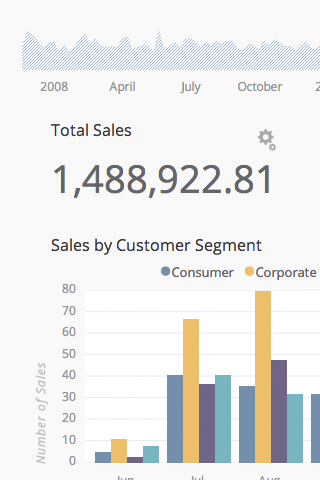 2008 April July October 2
Total Sales
1,488,922.81
Sales by Customer Segment
Consumer Corporate
80
70
60
50
40
30
20
10
0
Number of Sales
Jun Jul Aug